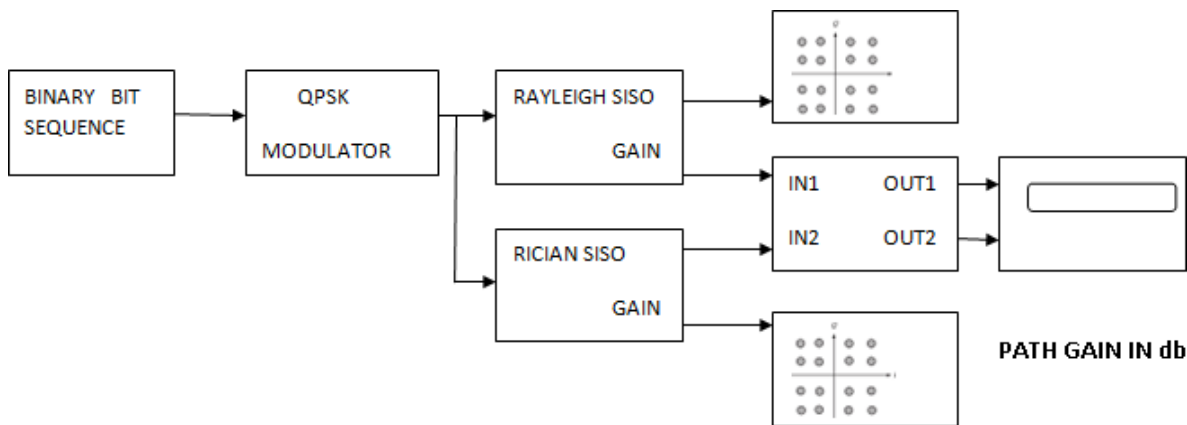 BINARY BIT
SEQUENCE
QPSK
MODULATOR
RAYLEIGH SISO
GAIN
RICIAN SISO
GAIN
IN1 OUT1
IN2 OUT2
PATH GAIN IN db